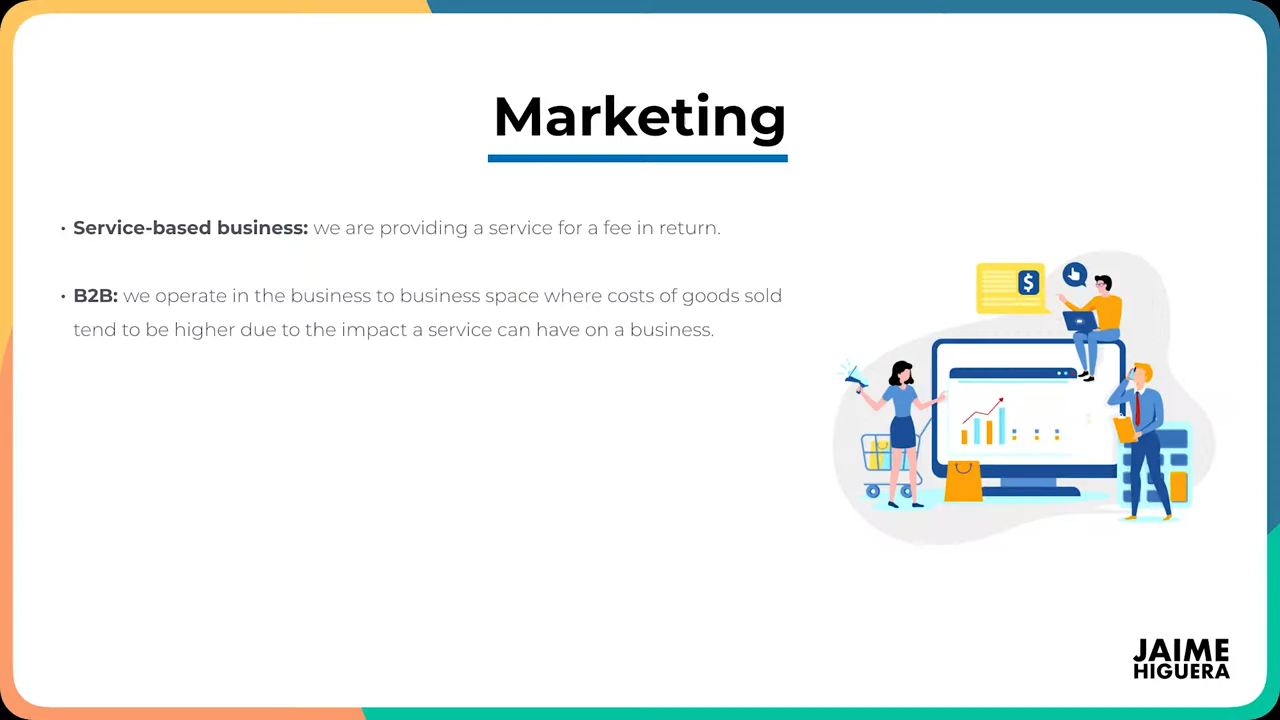 Marketing
• Service-based business: we are providing a service for a fee in return.
• B2B: we operate in the business to business space where costs of goods sold
tend to be higher due to the impact a service can have on a business.
$
JAIME
HIGUERA